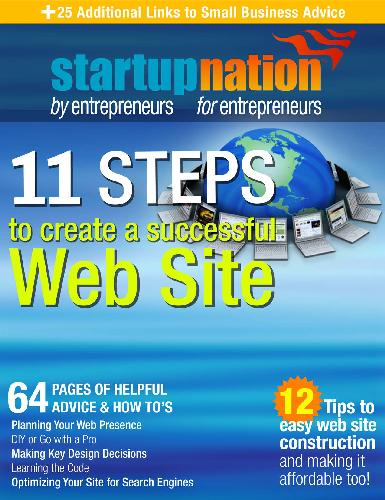 +25 Additional Links to Small Business Advice
startupnation
by entrepreneurs for entrepreneurs
11 STEPS
to create a successful
Web Site
64 PAGES OF HELPFUL
ADVICE & HOW TO'S
Planning Your Web Presence
DIY or Go with a Pro
Making Key Design Decisions
Learning the Code
Optimizing Your Site for Search Engines
12 Tips to
easy web site
construction
and making it
affordable too!